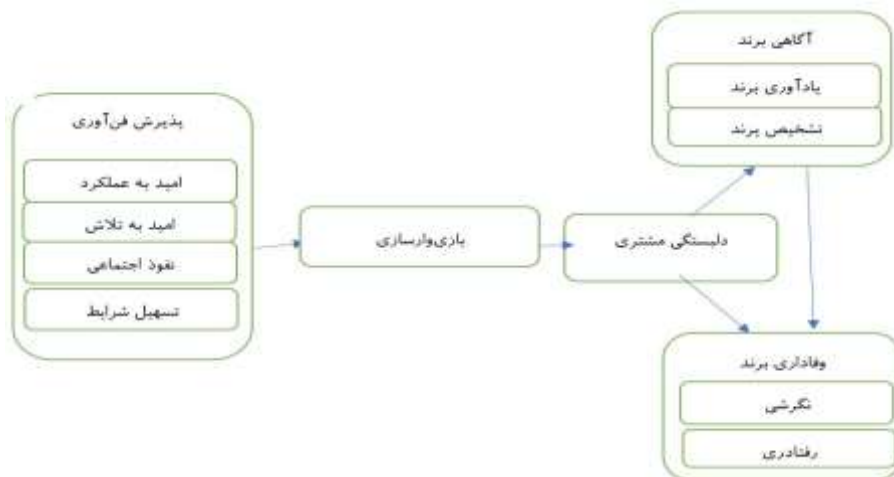 پذیرش فن‌آوری
امید به عملکرد
امید به تلاش
نفوذ اجتماعی
تسهیل شرایط
بازی‌وارسازی
دلبستگی مشتری
آگاهی برند
یادآوری برند
تشخیص برند
وفاداری برند
نگرشی
رفتادری